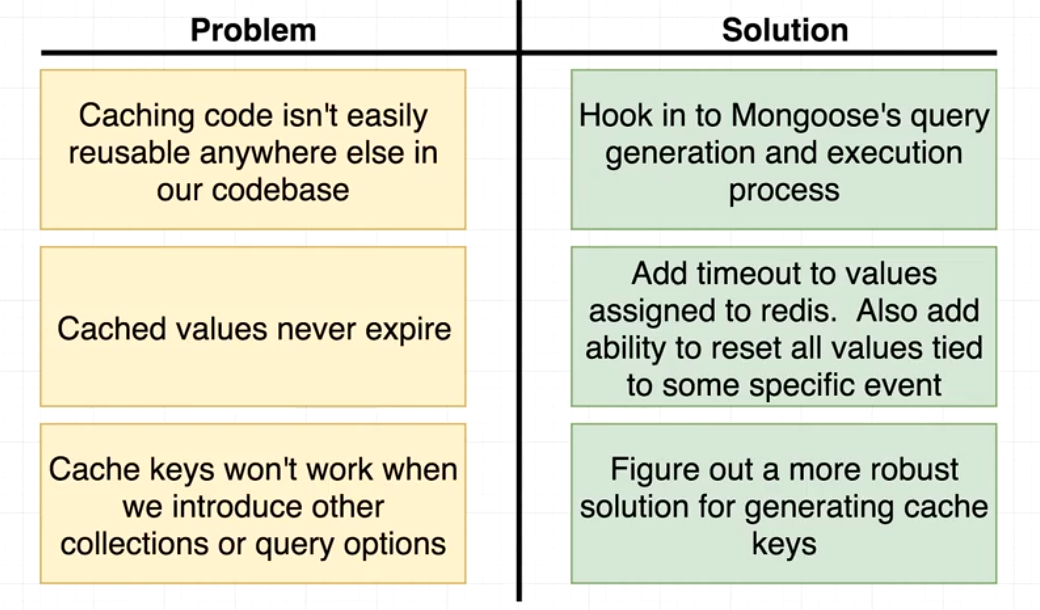 Problem
Solution
Caching code isn't easily
reusable anywhere else in
our codebase
Hook in to Mongoose's query
generation and execution
process
Cached values never expire
Add timeout to values
assigned to redis.  Also add
ability to reset all values tied
to some specific event
Cache keys won't work when
we introduce other
collections or query options
Figure out a more robust
solution for generating cache
keys